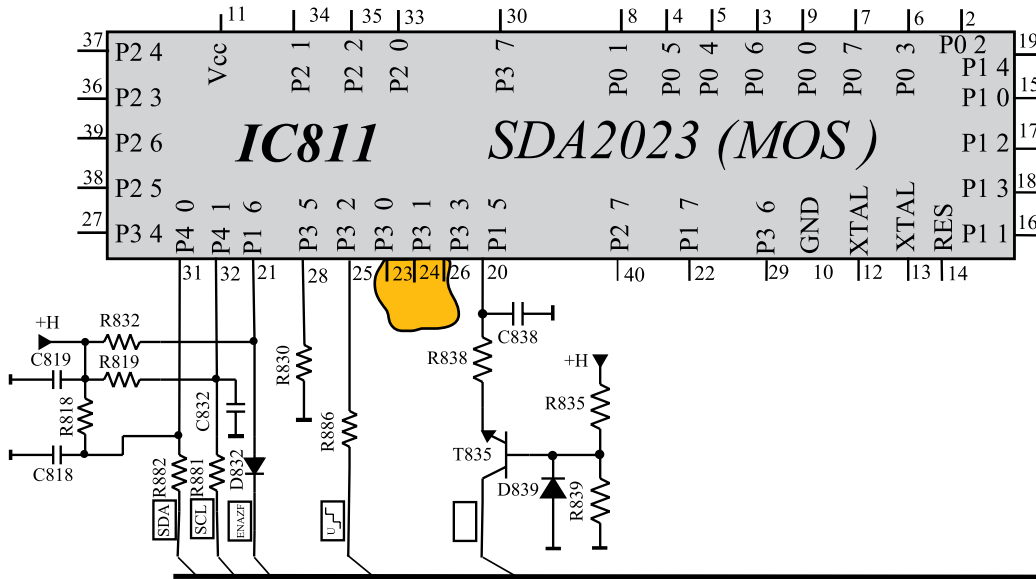 11 34 35 33 30 8 4 5 3 9 7 6 2
37 P2 4 Vcc P2 1 P2 2 P2 0 P3 7 P0 1 P0 5 P0 4 P0 6 P0 0 P0 7 P0 3 P0 2 19
P1 4
36 P2 3 P1 0 15
39 P2 6 IC811 SDA2023 (MOS ) P1 2 17
38 P2 5 P1 3 18
27 P3 4 P4 0 P4 1 P1 6 P3 5 P3 2 P3 0 P3 1 P3 3 P1 5 P2 7 P1 7 P3 6 GND XTAL XTAL RES P1 1 16
31 32 21 28 25 23 24 26 20 40 22 29 10 12 13 14
+H R832 C838
C819 R819 R830 R838 +H
R818 C832 R886 R835
C818 R882 R881 D832 T835
D839 R839
SDA SCL ENAZF U